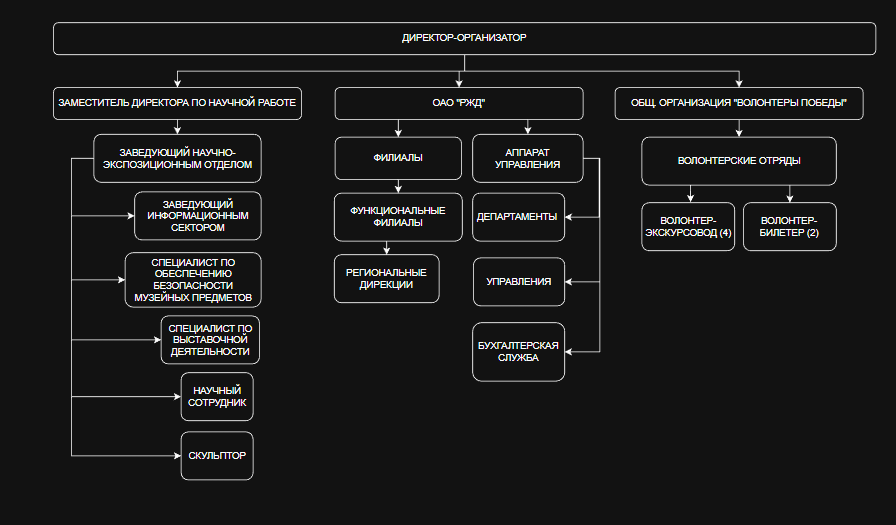 ДИРЕКТОР-ОРГАНИЗАТОР
ЗАМЕСТИТЕЛЬ ДИРЕКТОРА ПО НАУЧНОЙ РАБОТЕ
ОАО "РЖД"
ОБЩ. ОРГАНИЗАЦИЯ "ВОЛОНТЕРЫ ПОБЕДЫ"
ЗАВЕДУЮЩИЙ НАУЧНО-
ЭКСПОЗИЦИОННЫМ ОТДЕЛОМ
ЗАВЕДУЮЩИЙ
ИНФОРМАЦИОННЫМ
СЕКТОРОМ
СПЕЦИАЛИСТ ПО
ОБЕСПЕЧЕНИЮ
БЕЗОПАСНОСТИ
МУЗЕЙНЫХ ПРЕДМЕТОВ
СПЕЦИАЛИСТ ПО
ВЫСТАВОЧНОЙ
ДЕЯТЕЛЬНОСТИ
НАУЧНЫЙ
СОТРУДНИК
СКУЛЬПТОР
ФИЛИАЛЫ
ФУНКЦИОНАЛЬНЫЕ
ФИЛИАЛЫ
РЕГИОНАЛЬНЫЕ
ДИРЕКЦИИ
АППАРАТ
УПРАВЛЕНИЯ
ДЕПАРТАМЕНТЫ
УПРАВЛЕНИЯ
БУХГАЛТЕРСКАЯ
СЛУЖБА
ВОЛОНТЕРСКИЕ ОТРЯДЫ
ВОЛОНТЕР-
ЭКСКУРСОВОД (4)
ВОЛОНТЕР-
БИЛЕТЕР (2)